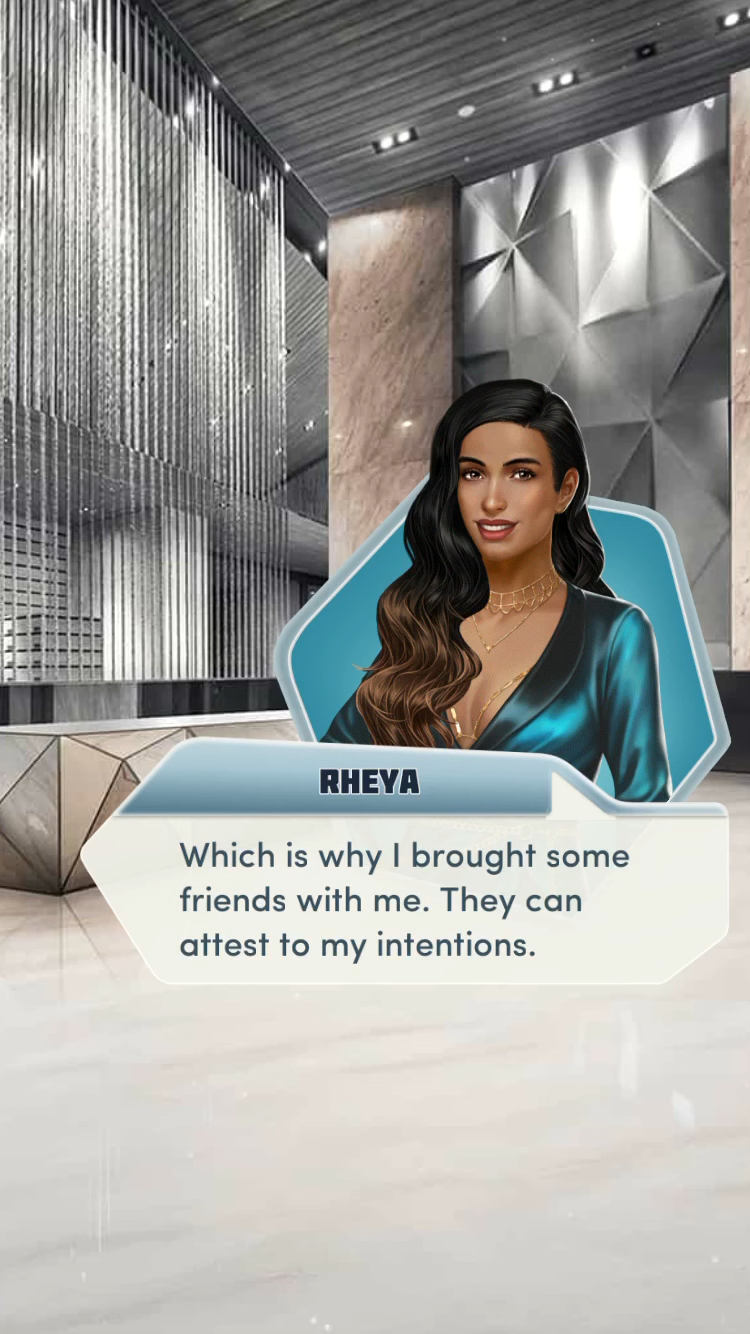 RHEYA
Which is why I brought some
friends with me. They can
attest to my intentions.